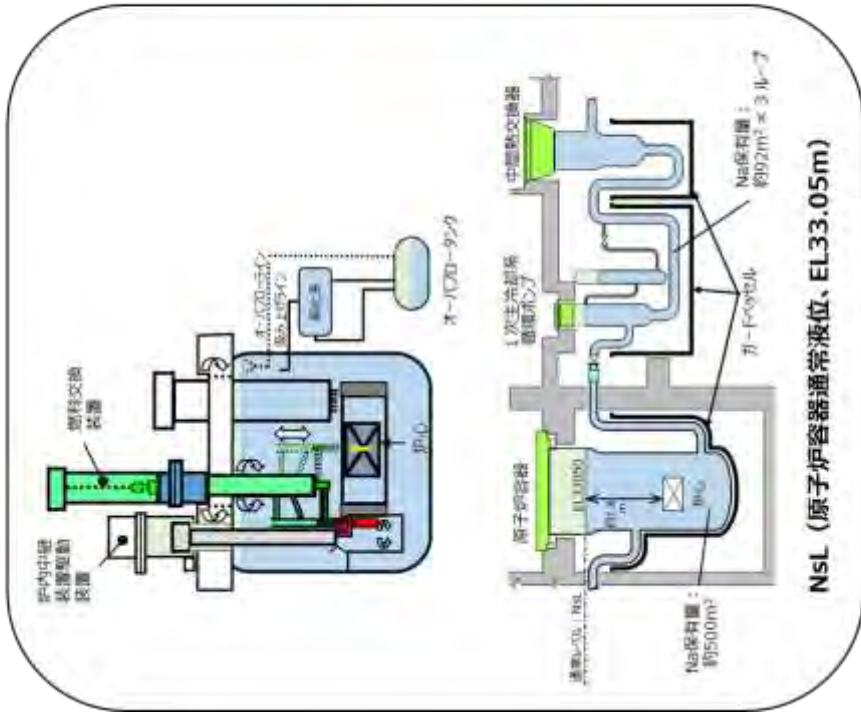 炉内中継
装置駆動
装置
燃料交換
装置
オーバフローライン
汲み上げライン
炉心
オーバフロータンク
原子炉容器
1次主冷却系
循環ポンプ
中間熱交換器
通常レベル：NsL
炉心
Na保有量：
約500m³
Na保有量：
約92m³ × 3 ループ
ガードベッセル
NsL（原子炉容器通常液位、EL33.05m）